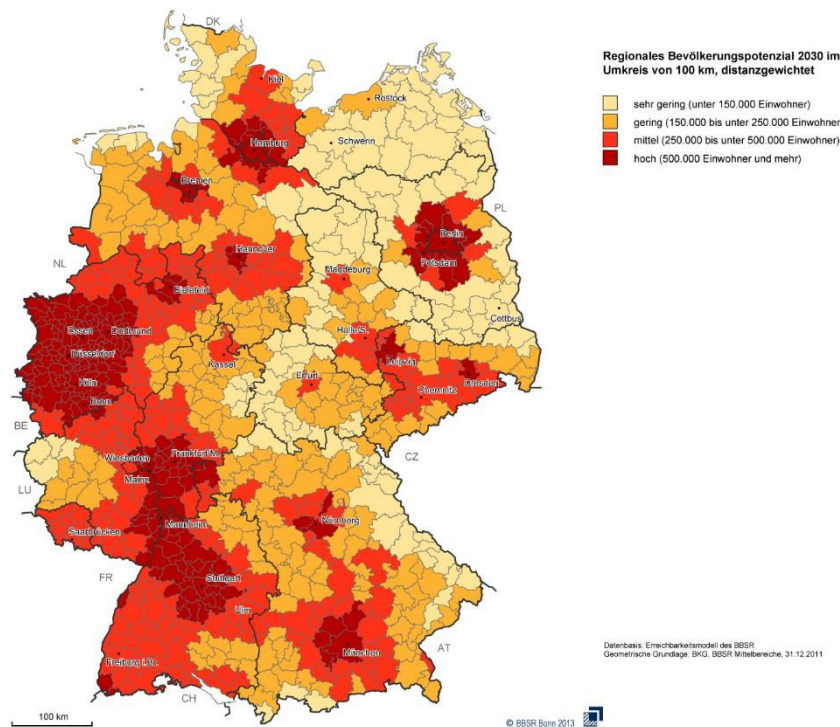 Regionales Bevölkerungspotenzial 2030 im
Umkreis von 100 km, distanzgewichtet
sehr gering (unter 150.000 Einwohner)
gering (150.000 bis unter 250.000 Einwohner
mittel (250.000 bis unter 500.000 Einwohner)
hoch (500.000 Einwohner und mehr)
DK
Kiel
Rostock
Schwerin
Hamburg
Bremen
PL
Berlin
Hannover
Potsdam
NL
Magdeburg
Bielefeld
Cottbus
Essen
Dortmund
Halle/S.
Düsseldorf
Leipzig
Kassel
Köln
Erfurt
Dresden
Chemnitz
Bonn
BE
CZ
Wiesbaden
Frankfurt/M.
Mainz
LU
Mannheim
Nürnberg
Saarbrücken
FR
Stuttgart
Ulm
AT
München
Freiburg i.Br.
CH
Datenbasis: Erreichbarkeitsmodell des BBSR
Geometrische Grundlage: BKG, BBSR Mittelbereiche, 31.12.2011
100 km
© BBSR Bonn 2013